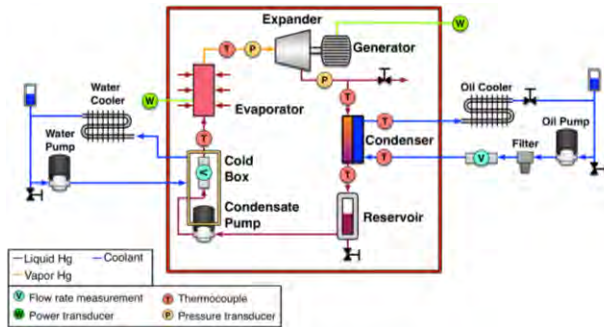 Expander
Generator
T
P
W
P
Water
Cooler
Oil Cooler
W
Evaporator
T
T
T
Water
Pump
Oil Pump
Condenser
T
Filter
T
V
Cold
Box
V
T
Condensate
Pump
Reservoir
Liquid Hg
Coolant
Vapor Hg
V Flow rate measurement
T Thermocouple
W Power transducer
P Pressure transducer